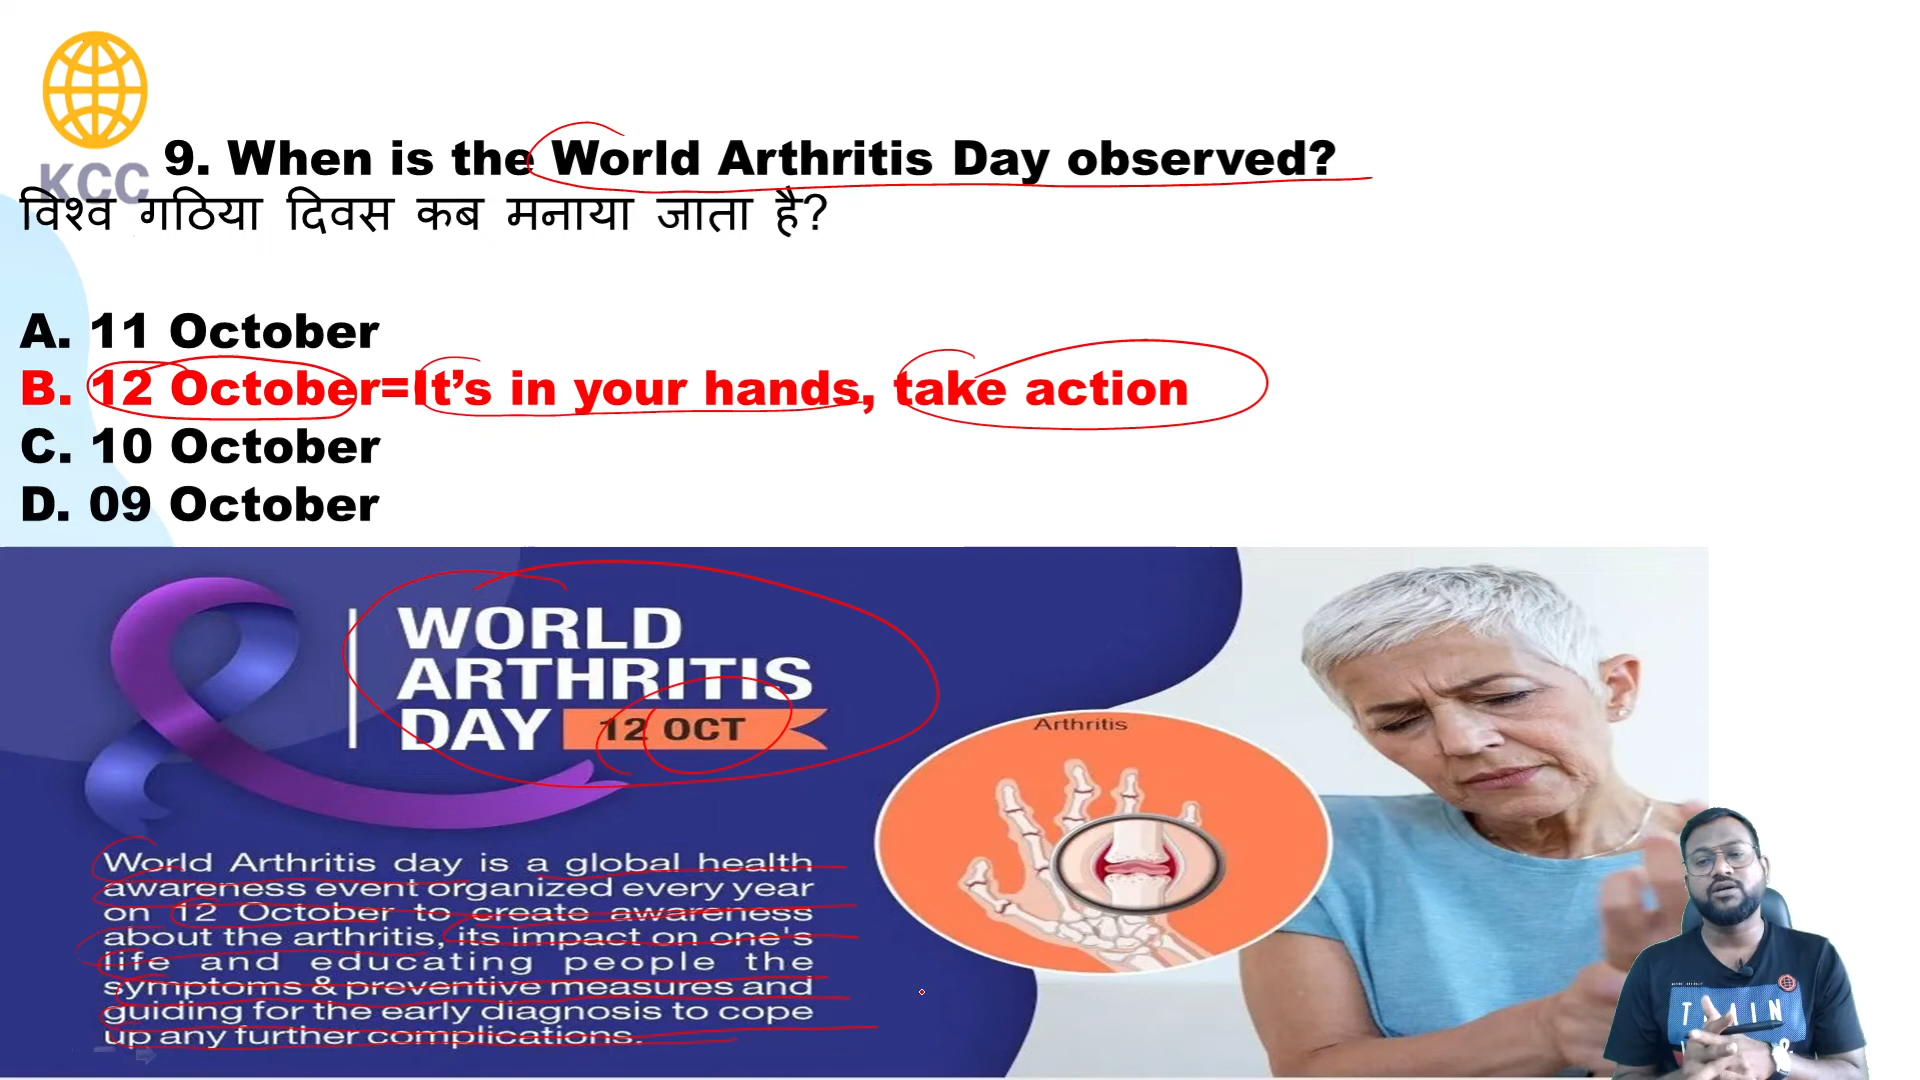 KCC
9. When is the World Arthritis Day observed?
विश्व गठिया दिवस कब मनाया जाता है?
A. 11 October
B. 12 October=It’s in your hands, take action
C. 10 October
D. 09 October
WORLD
ARTHRITIS
DAY 12 OCT
Arthritis
World Arthritis day is a global health
awareness event organized every year
on 12 October to create awareness
about the arthritis, its impact on one's
life and educating people the
symptoms & preventive measures and
guiding for the early diagnosis to cope
up any further complications.